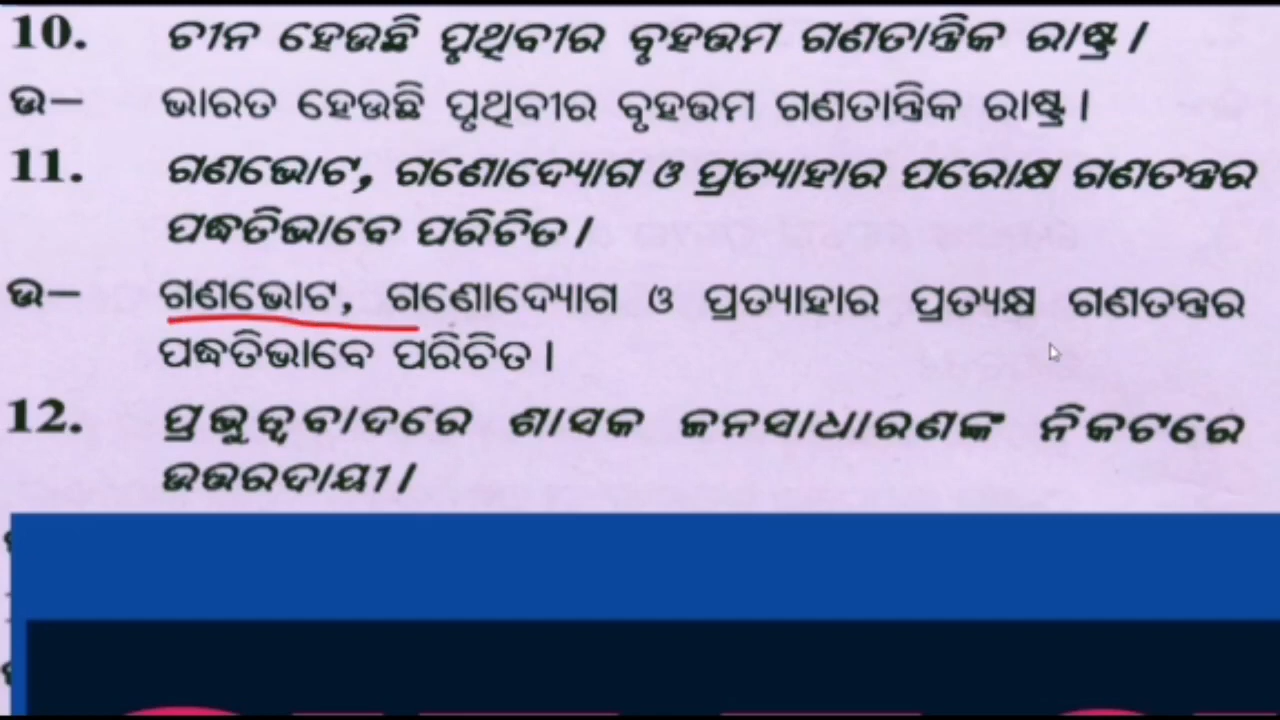 10. ଚୀନ ହେଉଛି ପୃଥିବୀର ବୃହତ୍ତମ ଗଣତାନ୍ତ୍ରିକ ରାଷ୍ଟ୍ର।
ଉ— ଭାରତ ହେଉଛି ପୃଥିବୀର ବୃହତ୍ତମ ଗଣତାନ୍ତ୍ରିକ ରାଷ୍ଟ୍ର।
11. ଗଣଭୋଟ, ଗଣୋଦ୍ୟୋଗ ଓ ପ୍ରତ୍ୟାହାର ପରୋକ୍ଷ ଗଣତନ୍ତ୍ରର
ପଦ୍ଧତିଭାବେ ପରିଚିତ।
ଉ— ଗଣଭୋଟ, ଗଣୋଦ୍ୟୋଗ ଓ ପ୍ରତ୍ୟାହାର ପ୍ରତ୍ୟକ୍ଷ ଗଣତନ୍ତ୍ରର
ପଦ୍ଧତିଭାବେ ପରିଚିତ।
12. ପ୍ରଭୁତ୍ୱବାଦରେ ଶାସକ ଜନସାଧାରଣଙ୍କ ନିକଟରେ
ଉତ୍ତରଦାୟୀ।